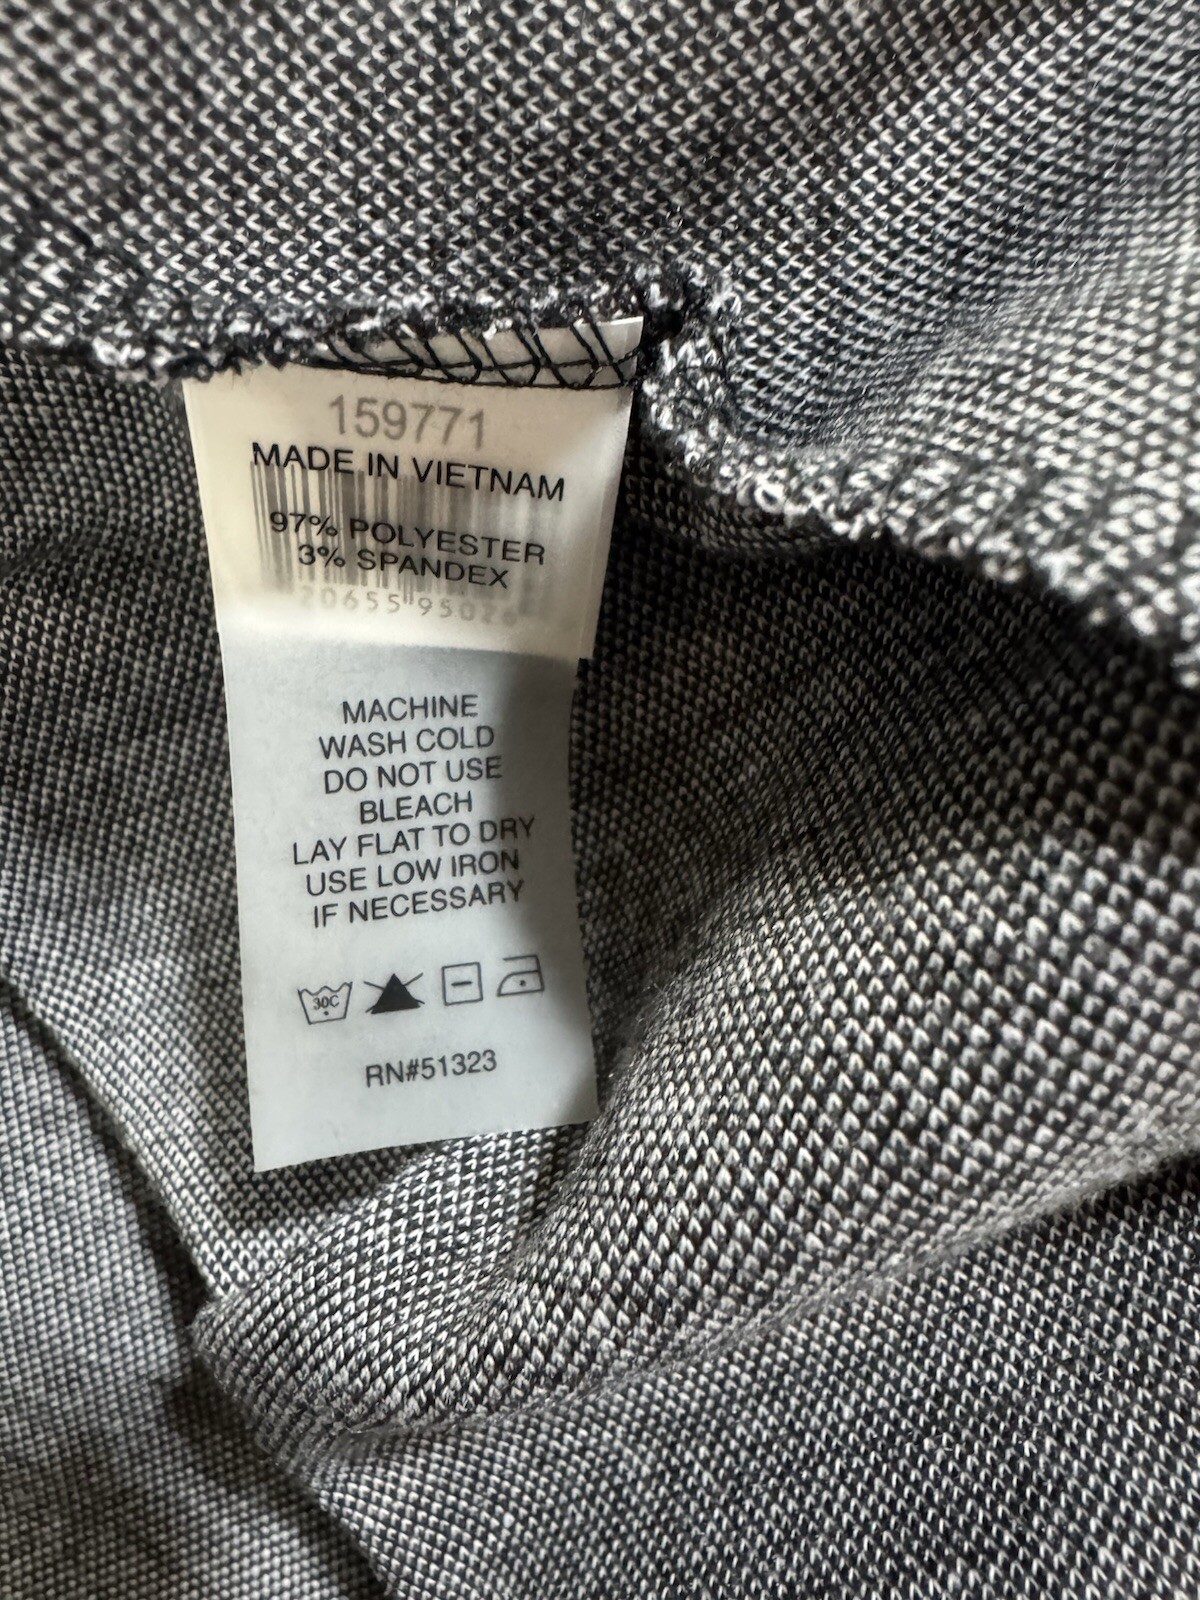 159771
MADE IN VIETNAM
97% POLYESTER
3% SPANDEX
MACHINE
WASH COLD
DO NOT USE
BLEACH
LAY FLAT TO DRY
USE LOW IRON
IF NECESSARY
30C
RN#51323